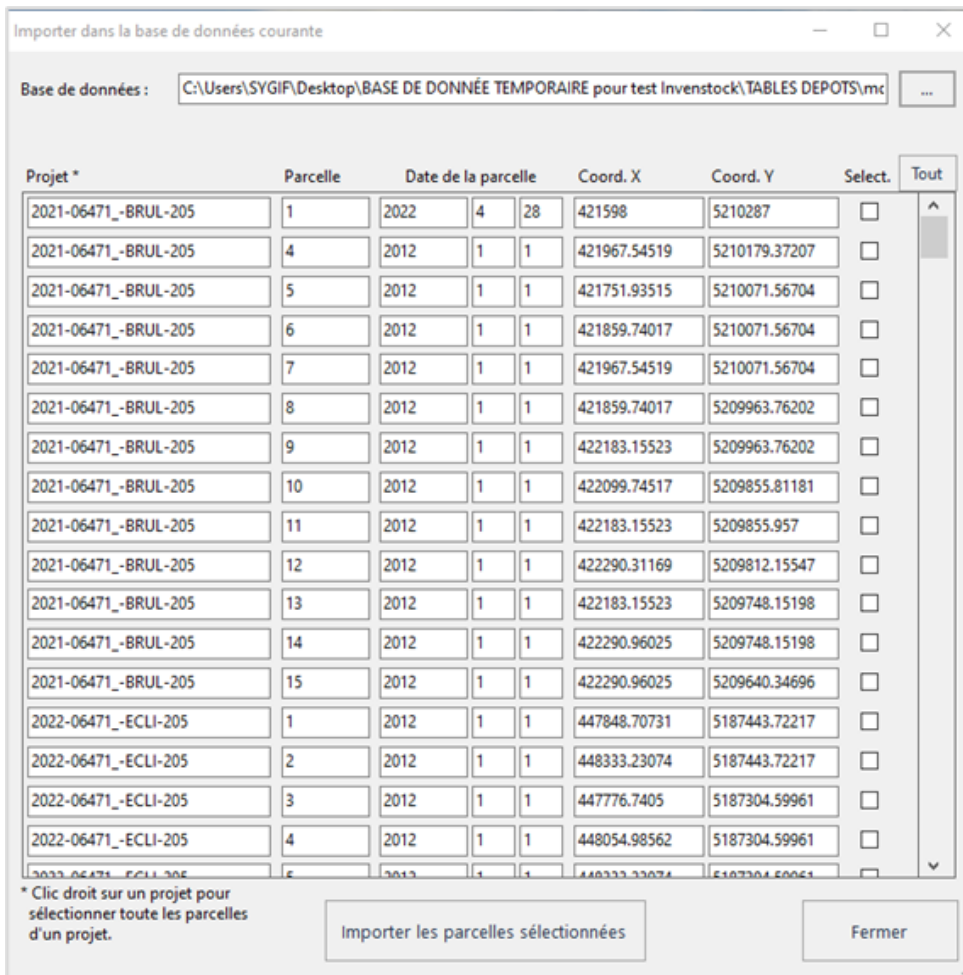 Importer dans la base de données courante
Base de données : C:\Users\SYGIF\Desktop\BASE DE DONNÉE TEMPORAIRE pour test Invenstock\TABLES DEPOTS\mc ...
Projet * Parcelle Date de la parcelle Coord. X Coord. Y Select. Tout
2021-06471_-BRUL-205 1 2022 4 28 421598 5210287
2021-06471_-BRUL-205 4 2012 1 1 421967.54519 5210179.37207
2021-06471_-BRUL-205 5 2012 1 1 421751.93515 5210071.56704
2021-06471_-BRUL-205 6 2012 1 1 421859.74017 5210071.56704
2021-06471_-BRUL-205 7 2012 1 1 421967.54519 5210071.56704
2021-06471_-BRUL-205 8 2012 1 1 421859.74017 5209963.76202
2021-06471_-BRUL-205 9 2012 1 1 422183.15523 5209963.76202
2021-06471_-BRUL-205 10 2012 1 1 422099.74517 5209855.81181
2021-06471_-BRUL-205 11 2012 1 1 422183.15523 5209855.957
2021-06471_-BRUL-205 12 2012 1 1 422290.31169 5209812.15547
2021-06471_-BRUL-205 13 2012 1 1 422183.15523 5209748.15198
2021-06471_-BRUL-205 14 2012 1 1 422290.96025 5209748.15198
2021-06471_-BRUL-205 15 2012 1 1 422290.96025 5209640.34696
2022-06471_-ECLI-205 1 2012 1 1 447848.70731 5187443.72217
2022-06471_-ECLI-205 2 2012 1 1 448333.23074 5187443.72217
2022-06471_-ECLI-205 3 2012 1 1 447776.7405 5187304.59961
2022-06471_-ECLI-205 4 2012 1 1 448054.98562 5187304.59961
* Clic droit sur un projet pour
sélectionner toute les parcelles
d'un projet.
Importer les parcelles sélectionnées
Fermer